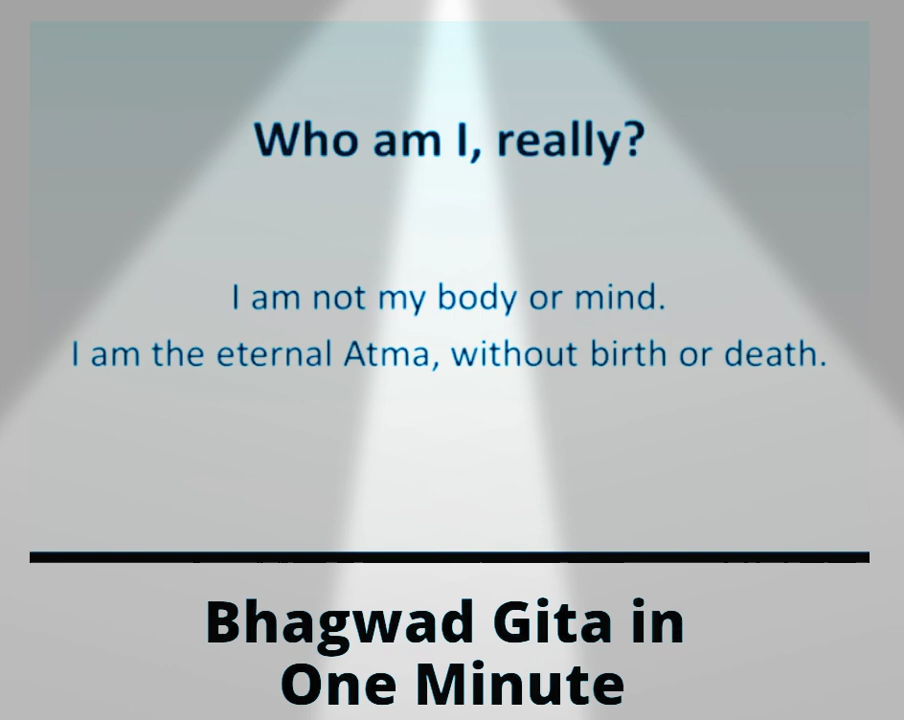 Who am I, really?
I am not my body or mind.
I am the eternal Atma, without birth or death.
Bhagwad Gita in
One Minute